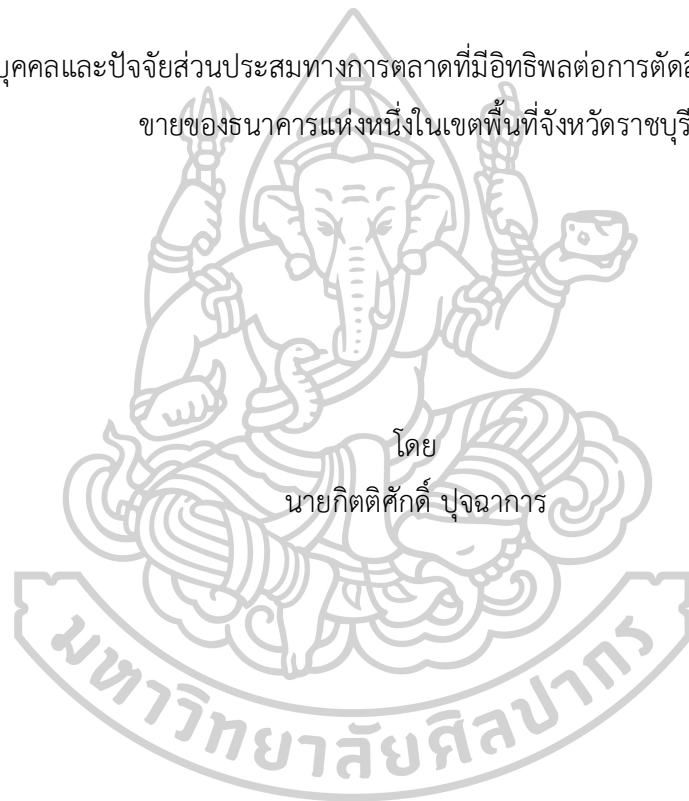 บุคคลและปัจจัยส่วนประสมทางการตลาดที่มีอิทธิพลต่อการตัดสิ
ขายของธนาคารแห่งหนึ่งในเขตพื้นที่จังหวัดราชบุรี
โดย
นายกิตติศักดิ์ ปุจฉาการ
มหาวิทยาลัยศิลปากร